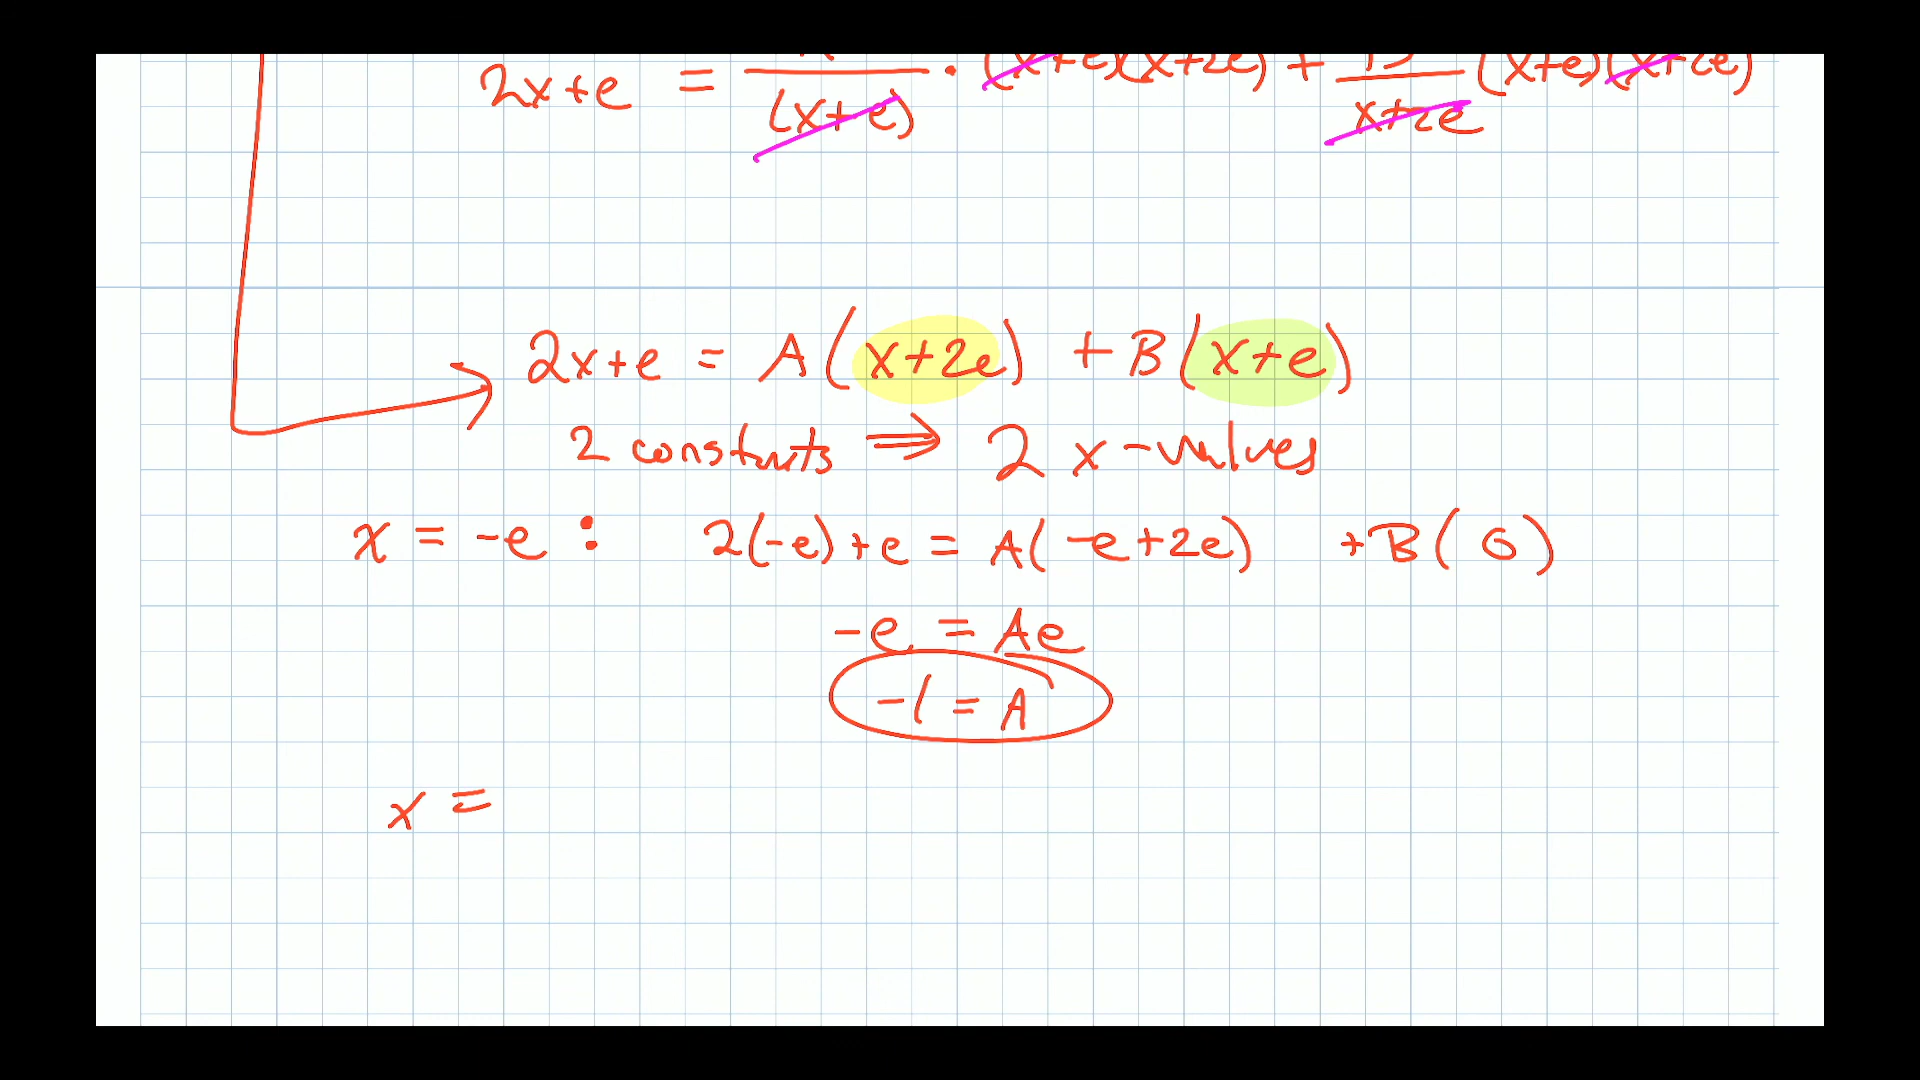 2x+e = (x+e) · (x+e)(x+2e) + x+2e (x+e)(x+2e)
2x+e = A(x+2e) + B(x+e)
2 constants ⇒ 2 x-values
x = -e : 2(-e)+e = A(-e+2e) +B(0)
-e = Ae
-1 = A
x =